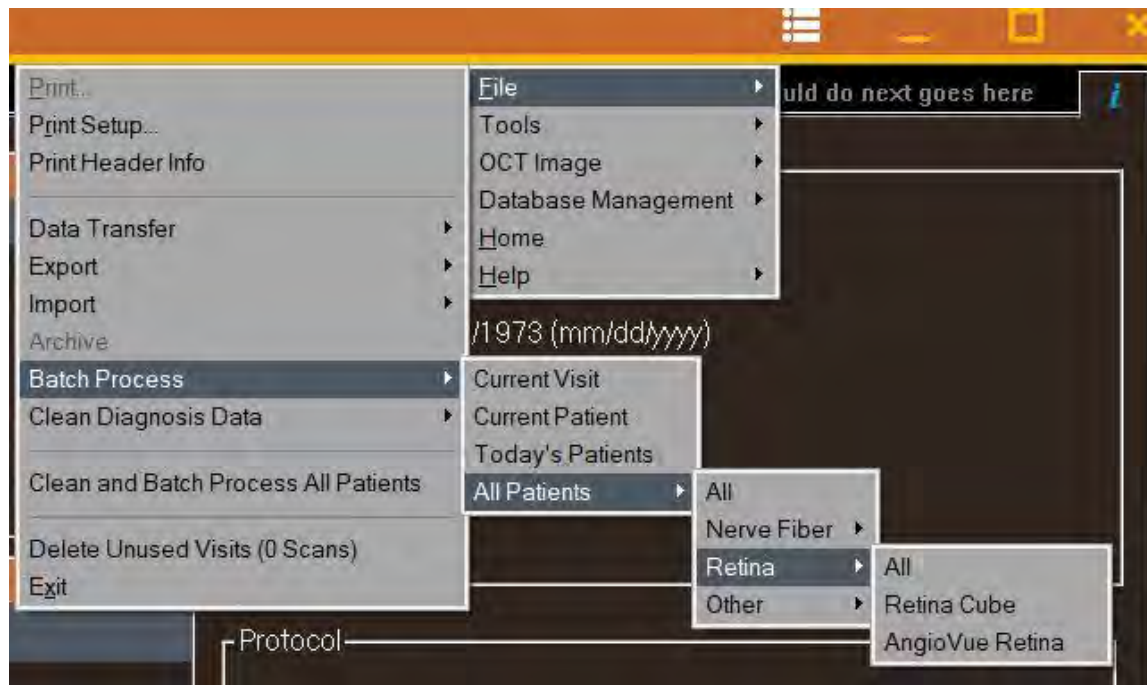 uld do next goes here
i
File
Tools
OCT Image
Database Management
Home
Help
Print...
Print Setup...
Print Header Info
Data Transfer
Export
Import
Archive
Batch Process
Clean Diagnosis Data
Clean and Batch Process All Patients
Delete Unused Visits (0 Scans)
Exit
/1973 (mm/dd/yyyy)
Current Visit
Current Patient
Today's Patients
All Patients
All
Nerve Fiber
Retina
Other
All
Retina Cube
AngioVue Retina
Protocol